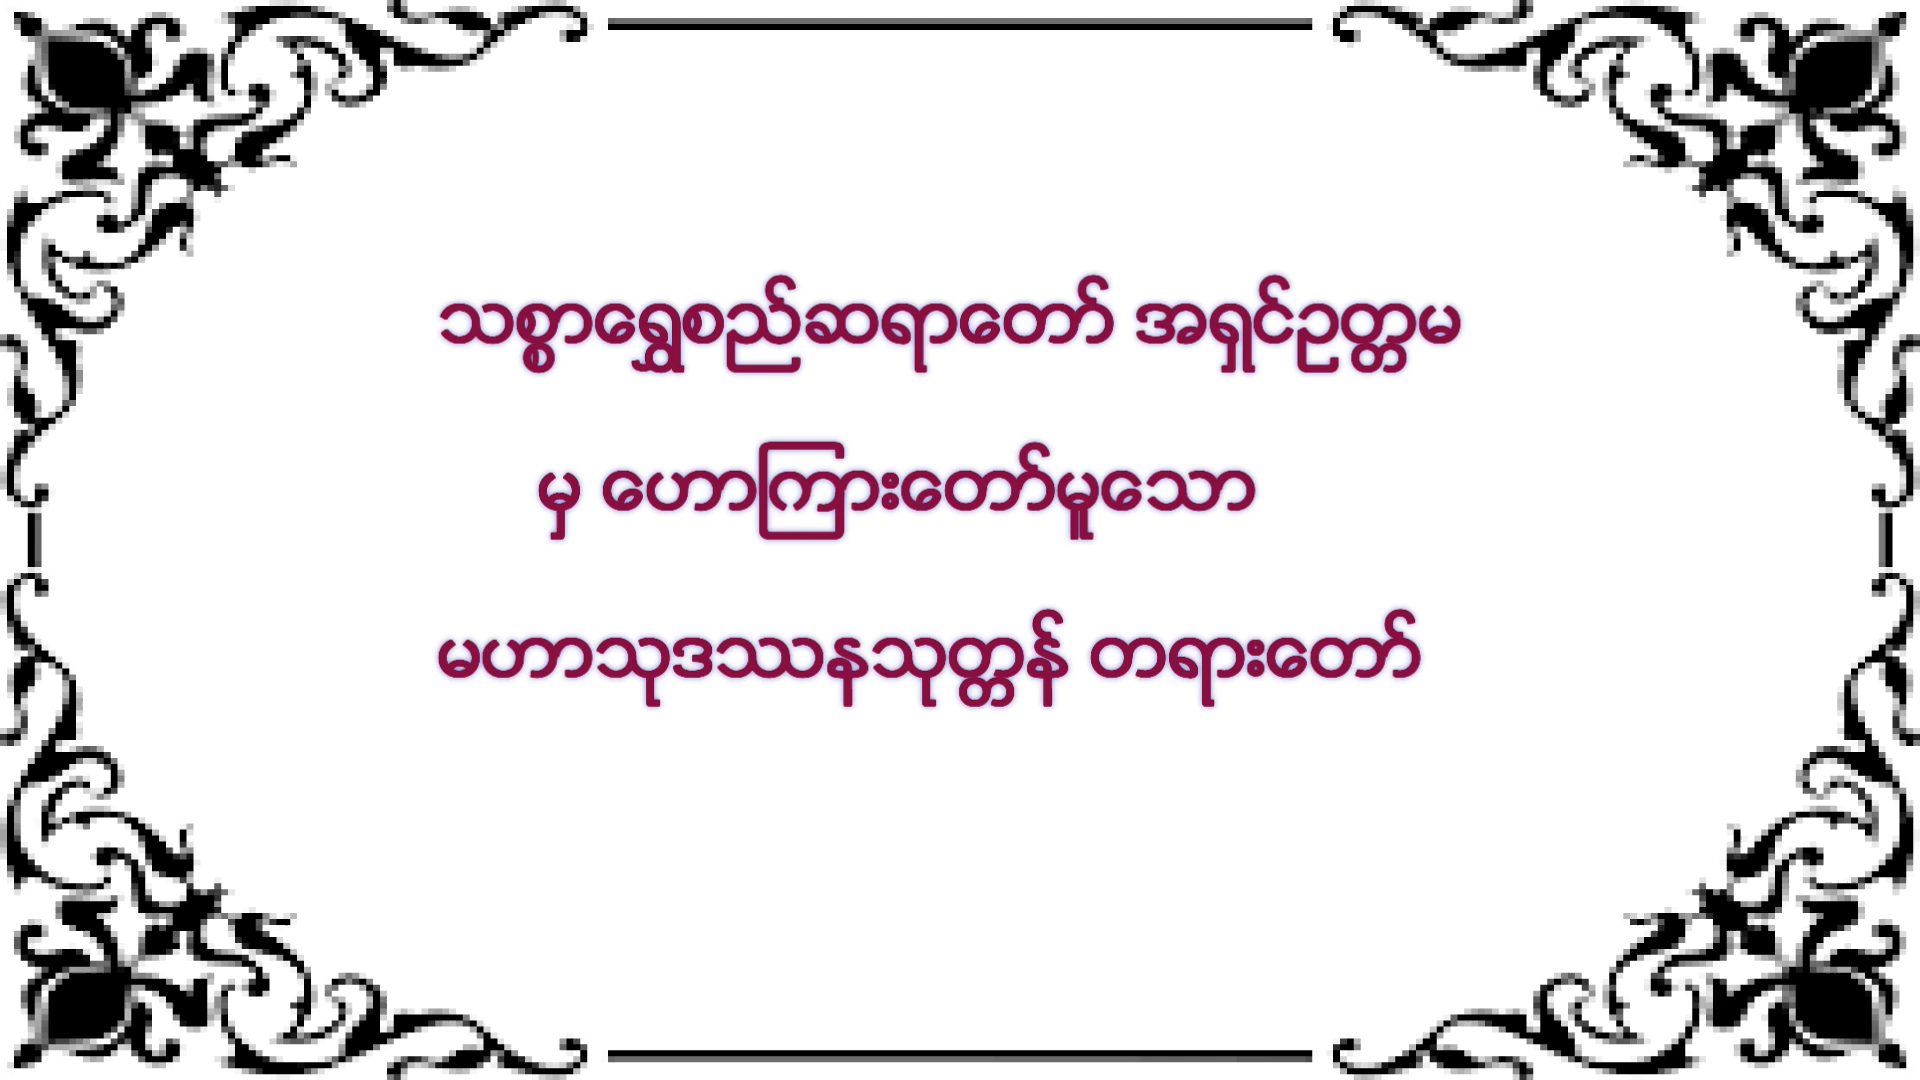 သစ္စာရွှေစည်ဆရာတော် အရှင်ဥတ္တမ
မှ ဟောကြားတော်မူသော
မဟာသုဒဿနသုတ္တန် တရားတော်